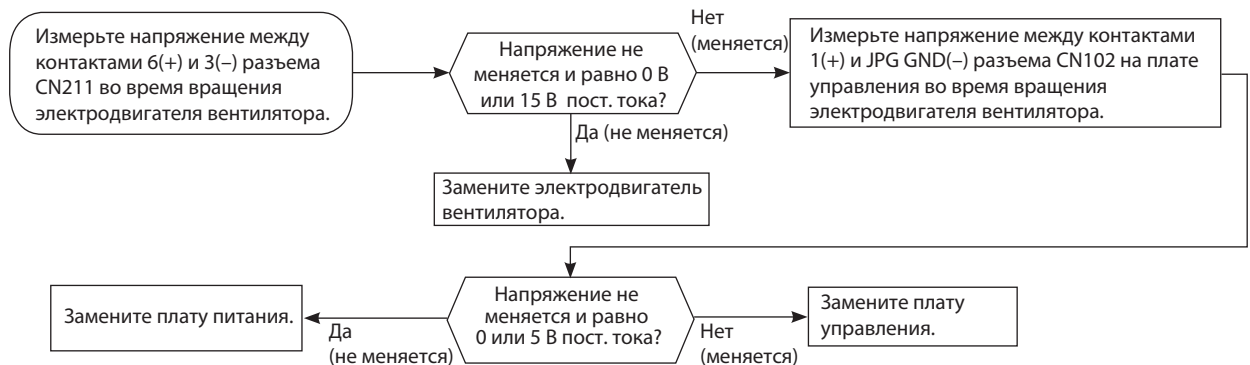 Измерьте напряжение между
контактами 6(+) и 3(–) разъема
CN211 во время вращения
электродвигателя вентилятора.
Напряжение не
меняется и равно 0 В
или 15 В пост. тока?
Нет
(меняется)
Измерьте напряжение между контактами
1(+) и JPG GND(–) разъема CN102 на плате
управления во время вращения
электродвигателя вентилятора.
Да (не меняется)
Замените электродвигатель
вентилятора.
Напряжение не
меняется и равно
0 или 5 В пост. тока?
Да
(не меняется)
Замените плату питания.
Нет
(меняется)
Замените плату
управления.